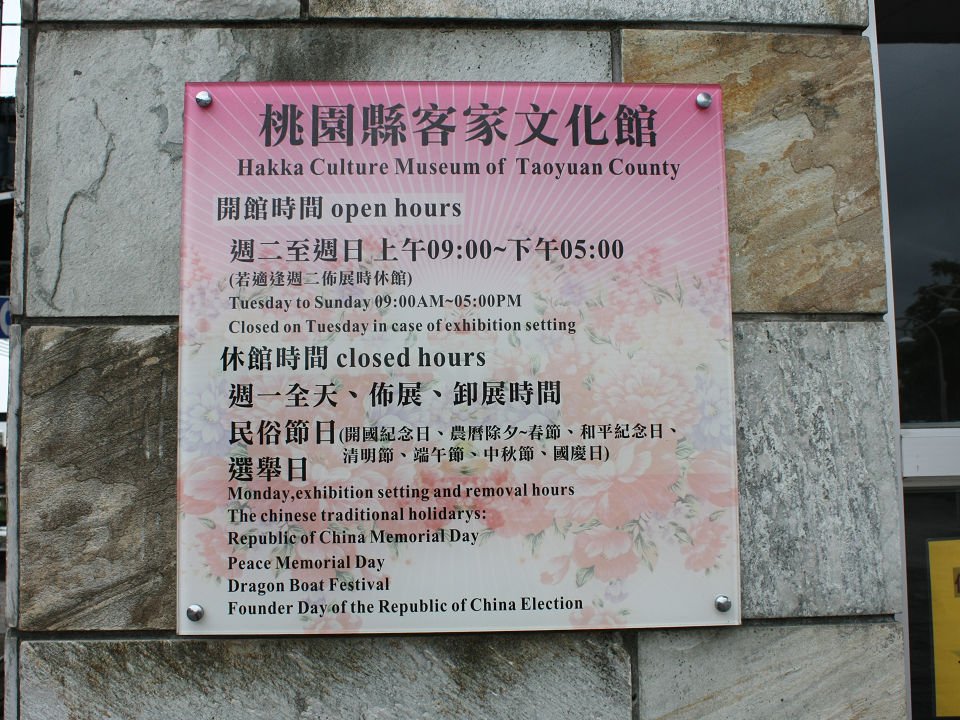 桃園縣客家文化館
Hakka Culture Museum of Taoyuan County
開館時間 open hours
週二至週日 上午09:00~下午05:00
(若適逢週二佈展時休館)
Tuesday to Sunday 09:00AM~05:00PM
Closed on Tuesday in case of exhibition setting
休館時間 closed hours
週一全天、佈展、卸展時間
民俗節日(開國紀念日、農曆除夕~春節、和平紀念日、
清明節、端午節、中秋節、國慶日)
選舉日
Monday,exhibition setting and removal hours
The chinese traditional holidarys:
Republic of China Memorial Day
Peace Memorial Day
Dragon Boat Festival
Founder Day of the Republic of China Election